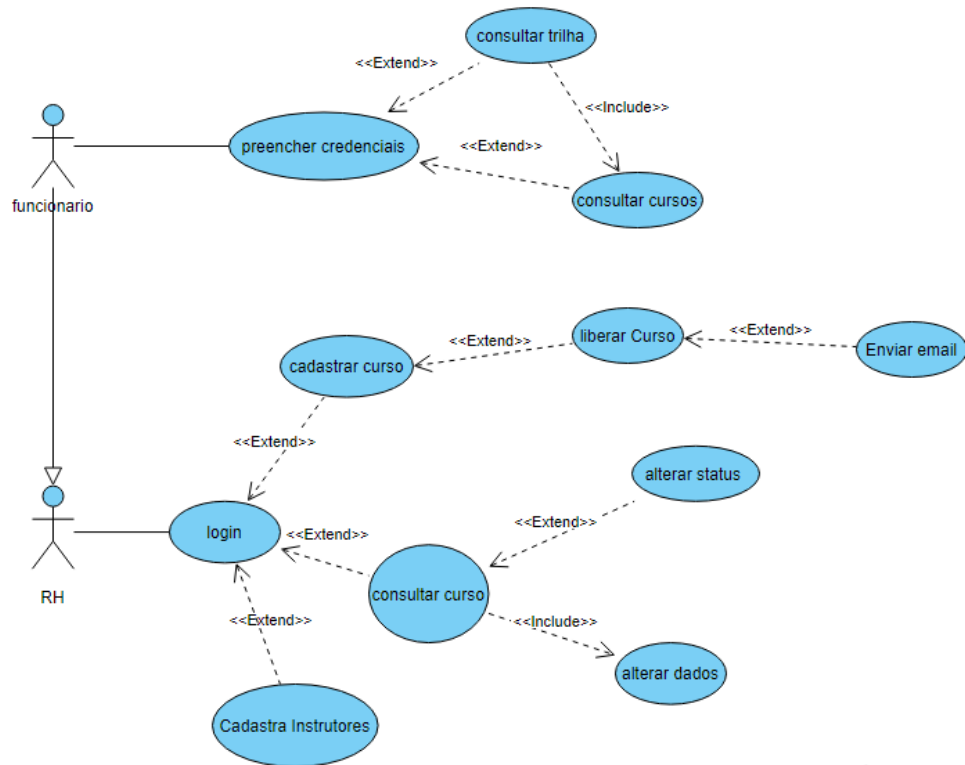 consultar trilha
<<Extend>>
<<Include>>
preencher credenciais
<<Extend>>
consultar cursos
funcionario
liberar Curso
<<Extend>>
Enviar email
<<Extend>>
cadastrar curso
<<Extend>>
alterar status
login
<<Extend>>
<<Extend>>
consultar curso
RH
<<Extend>>
<<Include>>
alterar dados
Cadastra Instrutores